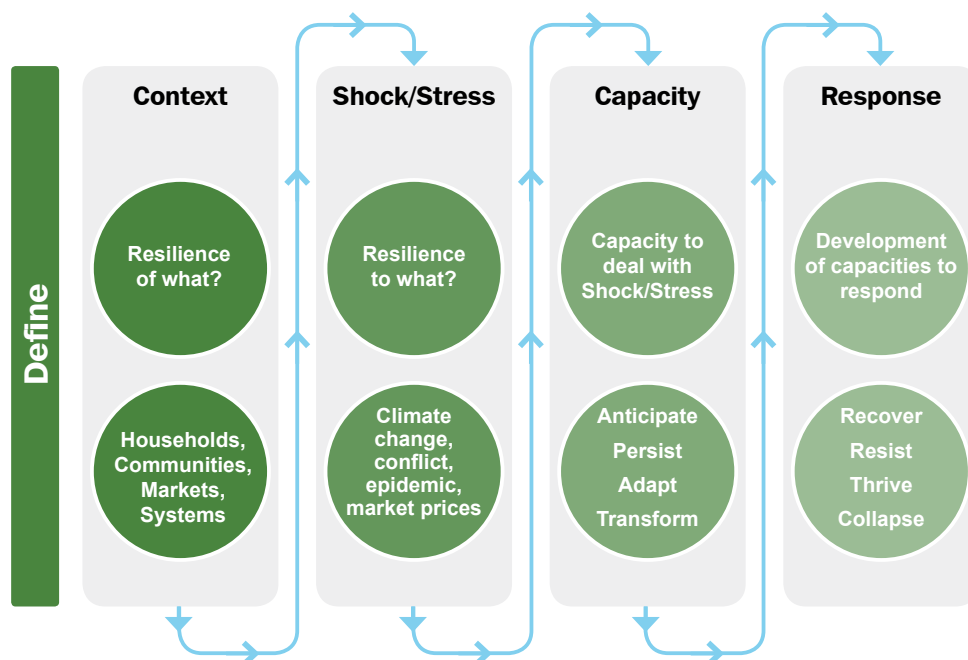 Define
Context
Resilience
of what?
Households,
Communities,
Markets,
Systems
Shock/Stress
Resilience
to what?
Climate
change,
conflict,
epidemic,
market prices
Capacity
Capacity to
deal with
Shock/Stress
Anticipate
Persist
Adapt
Transform
Response
Development
of capacities to
respond
Recover
Resist
Thrive
Collapse